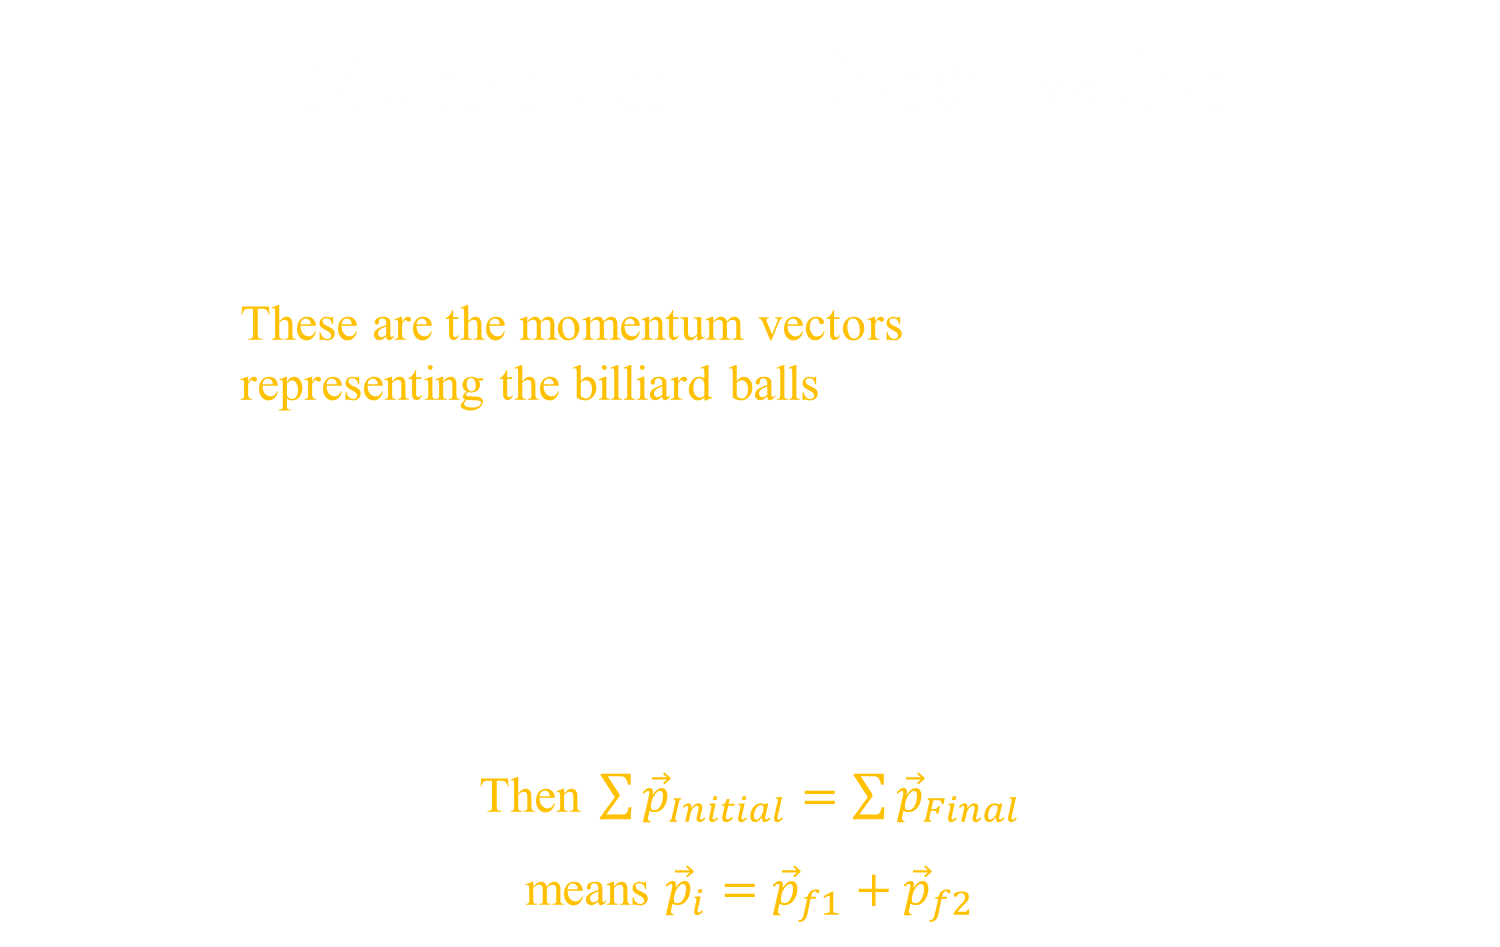 These are the momentum vectors
representing the billiard balls
Then ∑ p⃗_Initial = ∑ p⃗_Final
means p⃗_i = p⃗_f1 + p⃗_f2